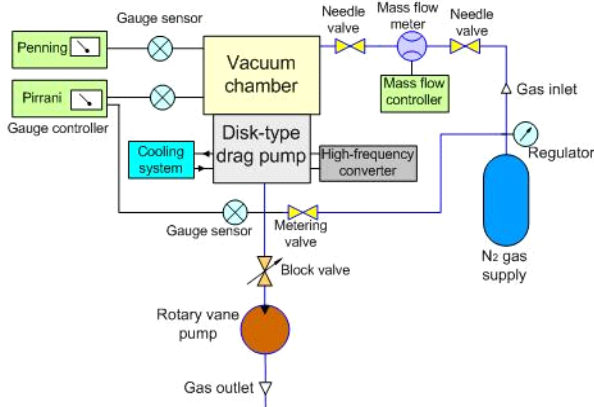 Gauge sensor
Needle
valve
Mass flow
meter
Needle
valve
Penning
Vacuum
chamber
Mass flow
controller
Pirrani
Gauge controller
Gas inlet
Disk-type
drag pump
Cooling
system
High-frequency
converter
Regulator
Gauge sensor
Metering
valve
N2 gas
supply
Block valve
Rotary vane
pump
Gas outlet